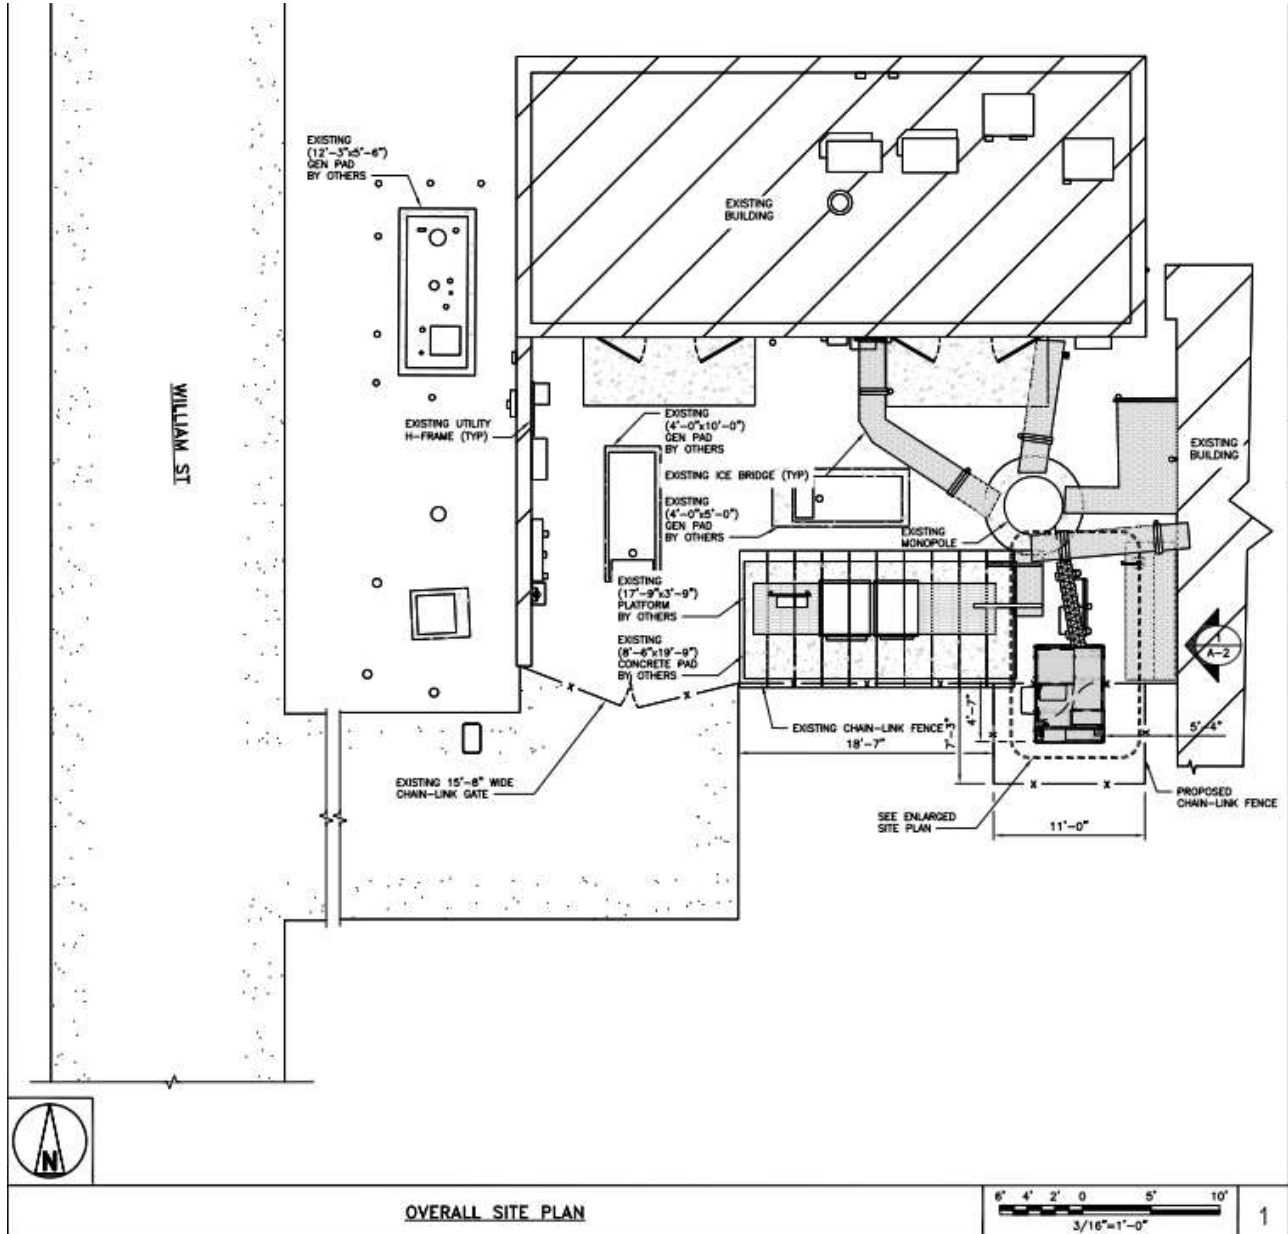 EXISTING
(12'-3"x5'-6")
GEN PAD
BY OTHERS
EXISTING
BUILDING
WILLIAM ST
EXISTING UTILITY
H-FRAME (TYP)
EXISTING
(4'-0"x10'-0")
GEN PAD
BY OTHERS
EXISTING ICE BRIDGE (TYP)
EXISTING
(4'-0"x5'-0")
GEN PAD
BY OTHERS
EXISTING
MONOPOLE
EXISTING
BUILDING
EXISTING
(17'-9"x3'-9")
PLATFORM
BY OTHERS
EXISTING
(8'-6"x19'-9")
CONCRETE PAD
BY OTHERS
1
A-2
EXISTING CHAIN-LINK FENCE
18'-7"
7'-3"
4'-7"
5'-4"
EXISTING 15'-8" WIDE
CHAIN-LINK GATE
SEE ENLARGED
SITE PLAN
11'-0"
PROPOSED
CHAIN-LINK FENCE
N
OVERALL SITE PLAN
6' 4' 2' 0 5' 10'
3/16"=1'-0"
1